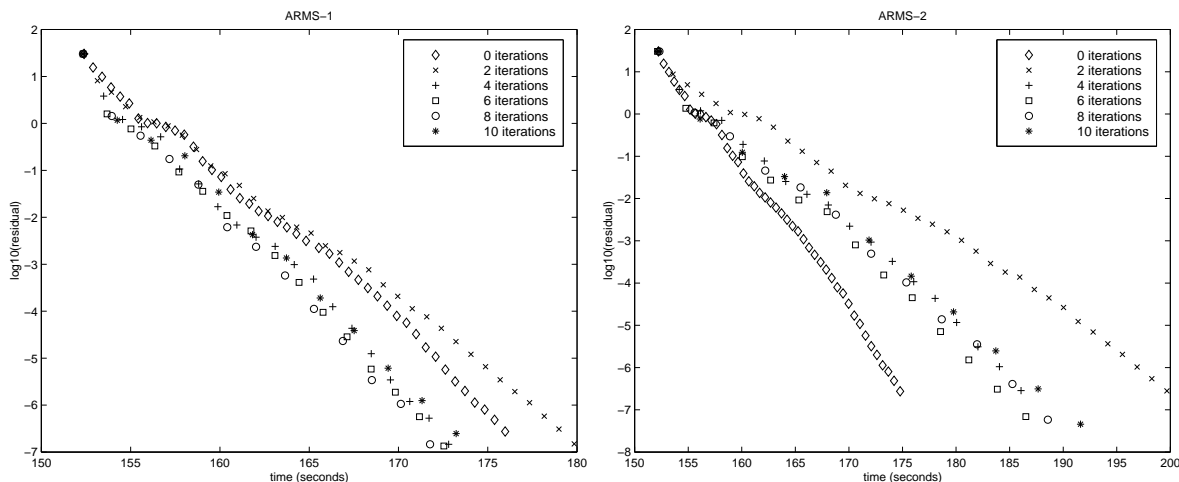 ARMS−1
2
1
0
−1
−2
−3
−4
−5
−6
−7
log10(residual)
150
155
160
165
170
175
180
time (seconds)
0 iterations
2 iterations
4 iterations
6 iterations
8 iterations
10 iterations
ARMS−2
2
1
0
−1
−2
−3
−4
−5
−6
−7
−8
log10(residual)
150
155
160
165
170
175
180
185
190
195
200
time (seconds)
0 iterations
2 iterations
4 iterations
6 iterations
8 iterations
10 iterations